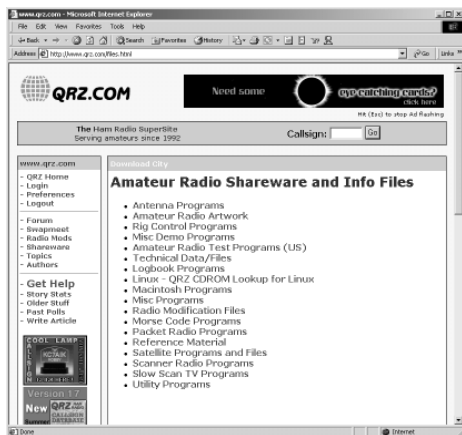 www.qrz.com - Microsoft Internet Explorer
File Edit View Favorites Tools Help
Back Search Favorites History
Address http://www.qrz.com/files.html Go Links »
QRZ.COM
Need some eye catching cards?
click here
Hit (Esc) to stop Ad flashing
The Ham Radio SuperSite
Serving amateurs since 1992
Callsign: Go
www.qrz.com
- QRZ Home
- Login
- Preferences
- Logout
- Forum
- Swapmeet
- Radio Mods
- Shareware
- Topics
- Authors
- Get Help
- Story Stats
- Older Stuff
- Past Polls
- Write Article
COOL LAMP
CALLSIGN
KC7AIK
Version 17
New QRZ
Summer CALLSIGN
DATABASE
Download City
Amateur Radio Shareware and Info Files
• Antenna Programs
• Amateur Radio Artwork
• Rig Control Programs
• Misc Demo Programs
• Amateur Radio Test Programs (US)
• Technical Data/Files
• Logbook Programs
• Linux - QRZ CDROM Lookup for Linux
• Macintosh Programs
• Misc Programs
• Radio Modification Files
• Morse Code Programs
• Packet Radio Programs
• Reference Material
• Satellite Programs and Files
• Scanner Radio Programs
• Slow Scan TV Programs
• Utility Programs
Done
Internet